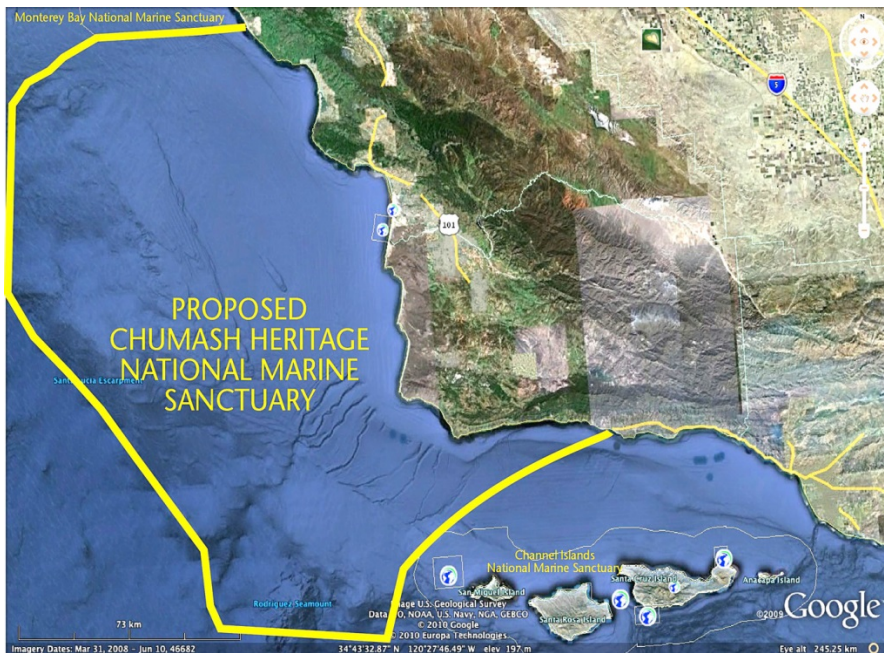 Monterey Bay National Marine Sanctuary
N
5
101
PROPOSED
CHUMASH HERITAGE
NATIONAL MARINE
SANCTUARY
Santa Lucia Escarpment
Channel Islands
National Marine Sanctuary
San Miguel Island
Santa Cruz Island
Anacapa Island
Santa Rosa Island
Rodriguez Seamount
73 km
Image U.S. Geological Survey
Data SIO, NOAA, U.S. Navy, NGA, GEBCO
© 2010 Google
© 2010 Europa Technologies
©2009 Google
Imagery Dates: Mar 31, 2008 - Jun 10, 46682
34°43'32.87" N 120°27'46.49" W elev 197 m
Eye alt 245.25 km